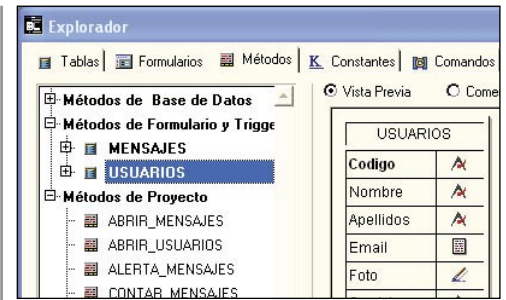 Explorador
Tablas Formularios Métodos K Constantes Comandos
Métodos de Base de Datos
Métodos de Formulario y Trigge
MENSAJES
USUARIOS
Métodos de Proyecto
ABRIR_MENSAJES
ABRIR_USUARIOS
ALERTA_MENSAJES
CONTAR_MENSAJES
Vista Previa Come
USUARIOS
Codigo
Nombre
Apellidos
Email
Foto